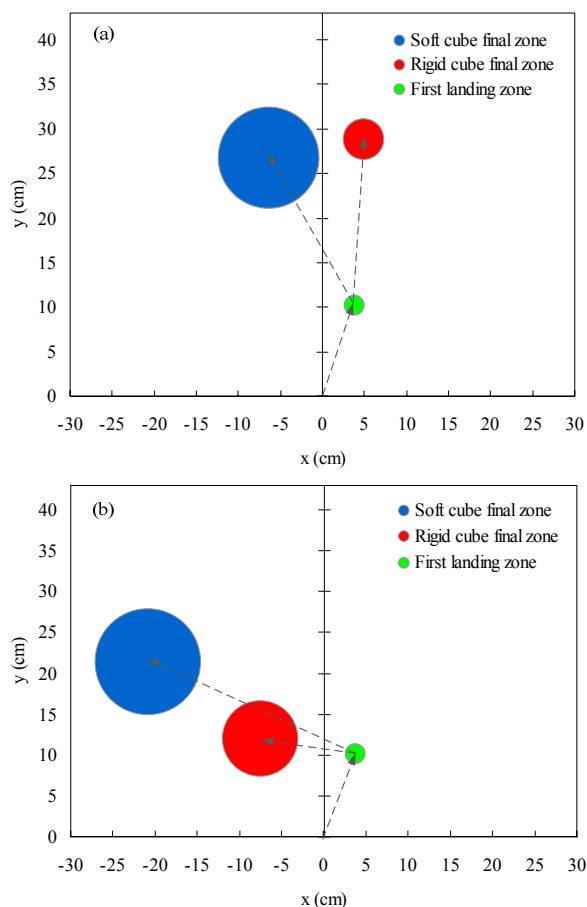 (a)
Soft cube final zone
Rigid cube final zone
First landing zone
40
35
30
25
20
15
10
5
0
y (cm)
-30 -25 -20 -15 -10 -5 0 5 10 15 20 25 30
x (cm)
(b)
Soft cube final zone
Rigid cube final zone
First landing zone
40
35
30
25
20
15
10
5
0
y (cm)
-30 -25 -20 -15 -10 -5 0 5 10 15 20 25 30
x (cm)